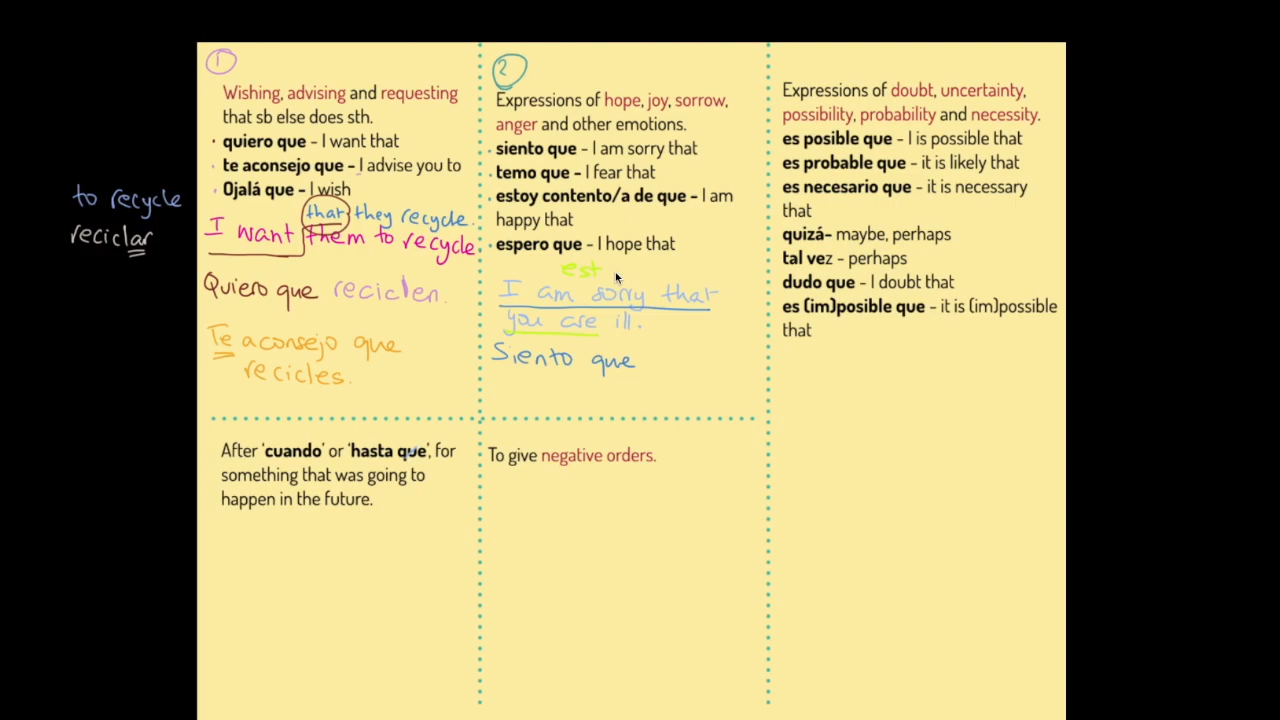 to recycle
reciclar
1
Wishing, advising and requesting
that sb else does sth.
quiero que - I want that
te aconsejo que - I advise you to
Ojalá que - I wish
that they recycle.
I want them to recycle
Quiero que reciclen.
Te aconsejo que
recicles.
2
Expressions of hope, joy, sorrow,
anger and other emotions.
siento que - I am sorry that
temo que - I fear that
estoy contento/a de que - I am
happy that
espero que - I hope that
est
I am sorry that
you are ill.
Siento que
Expressions of doubt, uncertainty,
possibility, probability and necessity.
es posible que - I is possible that
es probable que - it is likely that
es necesario que - it is necessary
that
quizá- maybe, perhaps
tal vez - perhaps
dudo que - I doubt that
es (im)posible que - it is (im)possible
that
After ‘cuando’ or ‘hasta que’, for
something that was going to
happen in the future.
To give negative orders.